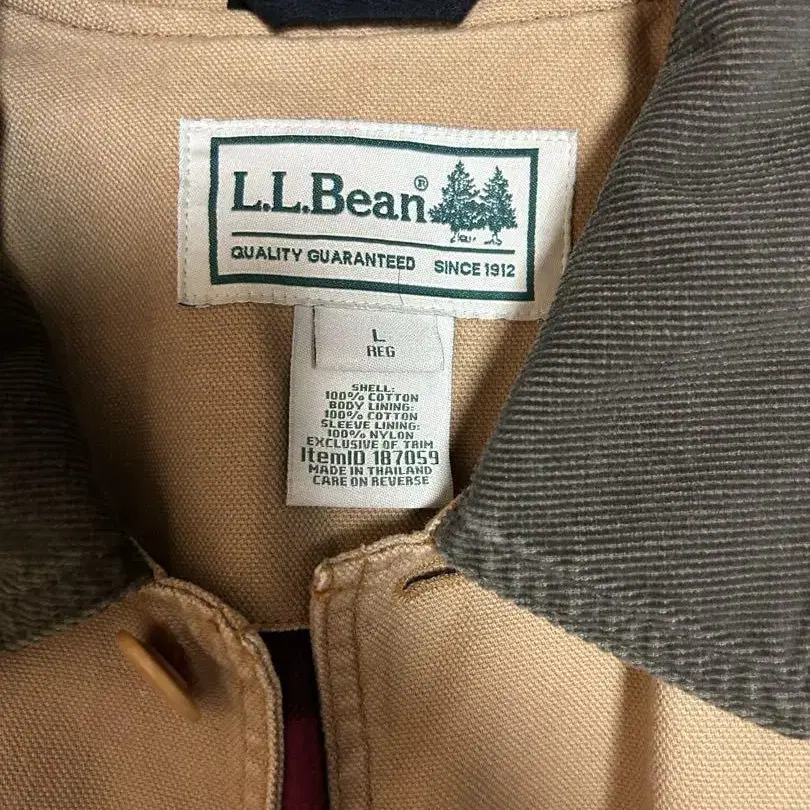 L.L.Bean®
QUALITY GUARANTEED SINCE 1912
L
REG
SHELL:
100% COTTON
BODY LINING:
100% COTTON
SLEEVE LINING:
100% NYLON
EXCLUSIVE OF TRIM
ItemID 187059
MADE IN THAILAND
CARE ON REVERSE